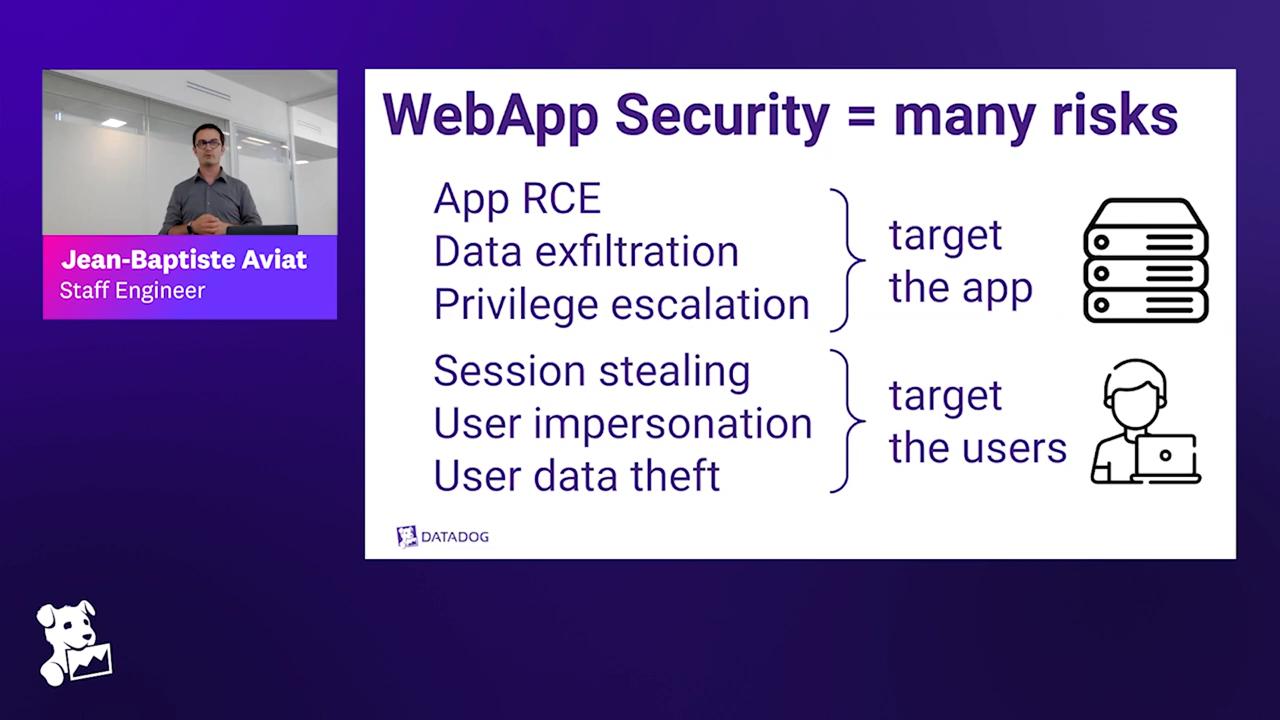 Jean-Baptiste Aviat
Staff Engineer
WebApp Security = many risks
App RCE
Data exfiltration
Privilege escalation
target
the app
Session stealing
User impersonation
User data theft
target
the users
DATADOG